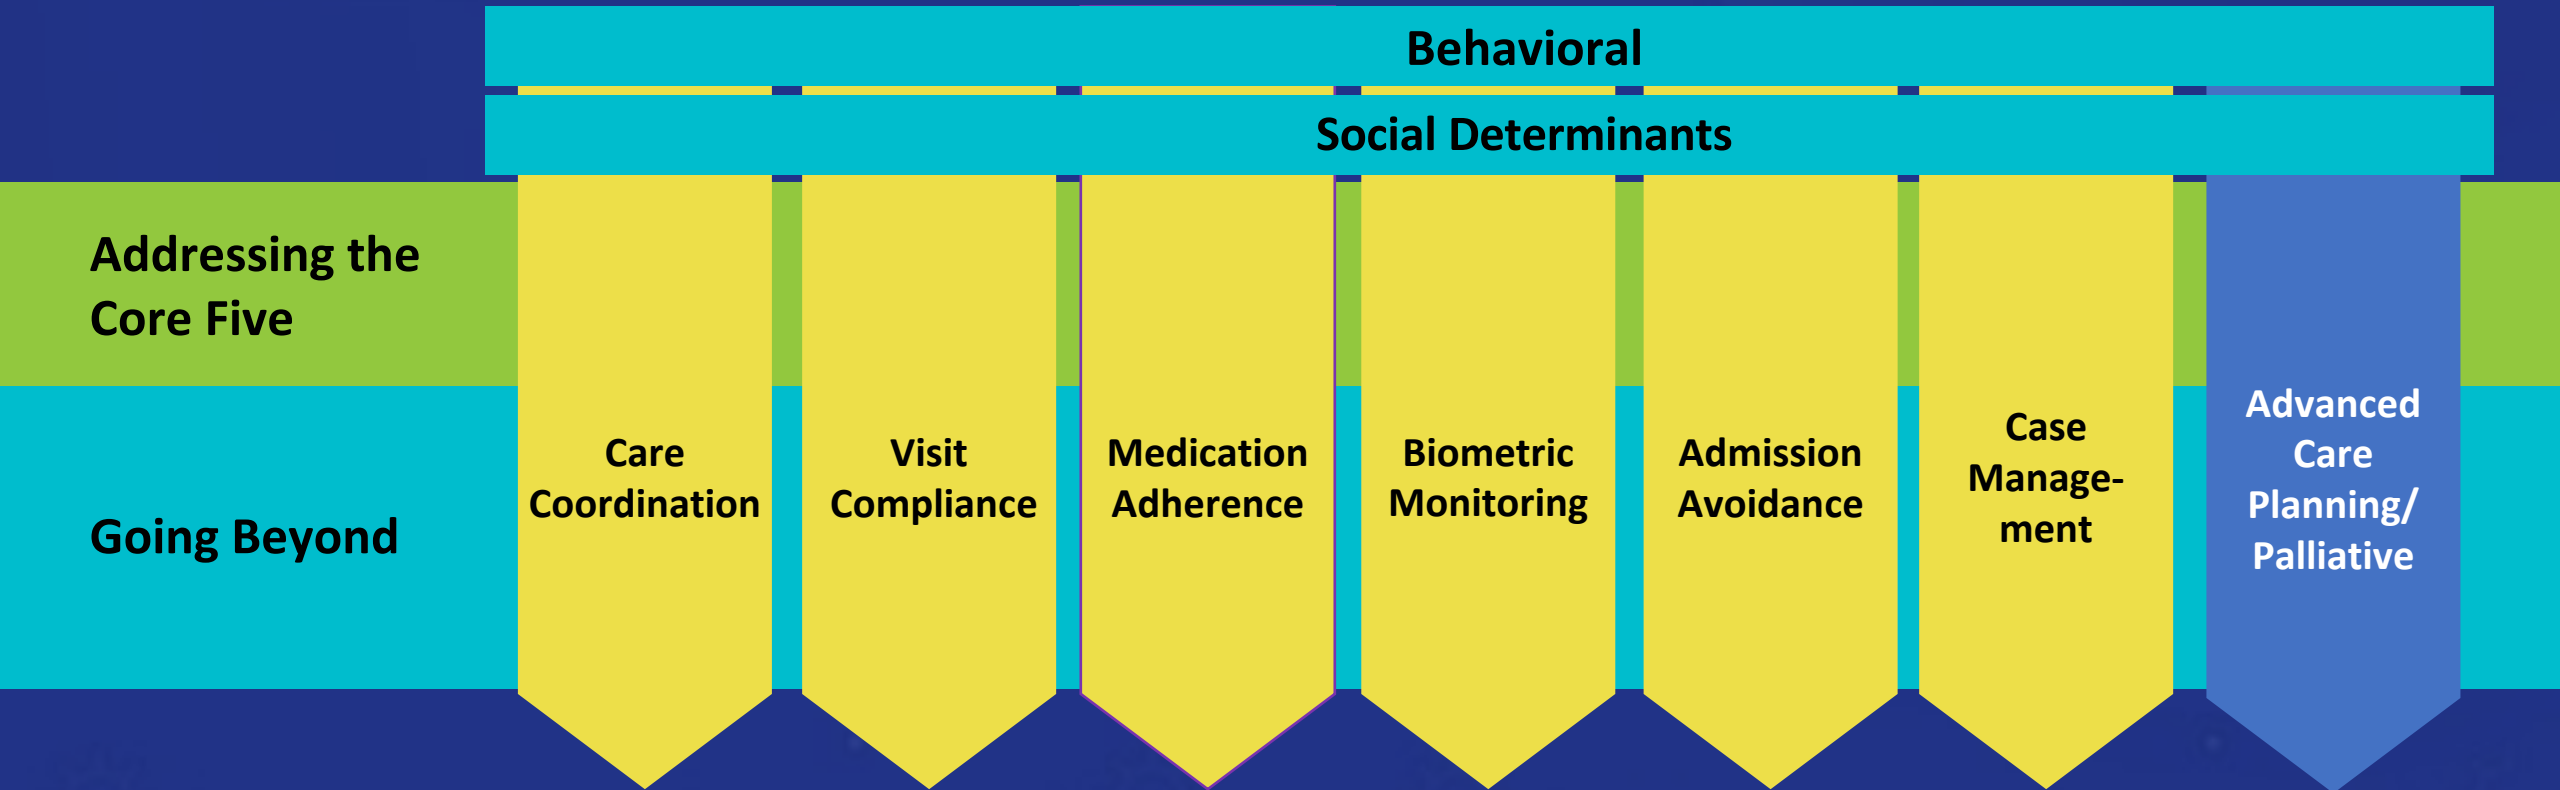 Behavioral
Social Determinants
Addressing the
Core Five
Going Beyond
Care
Coordination
Visit
Compliance
Medication
Adherence
Biometric
Monitoring
Admission
Avoidance
Case
Manage-
ment
Advanced
Care
Planning/
Palliative